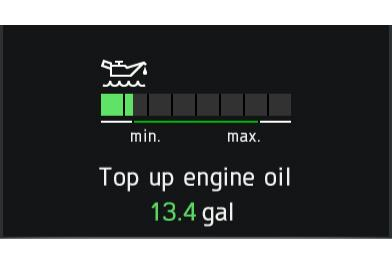 min. max.
Top up engine oil
13.4 gal